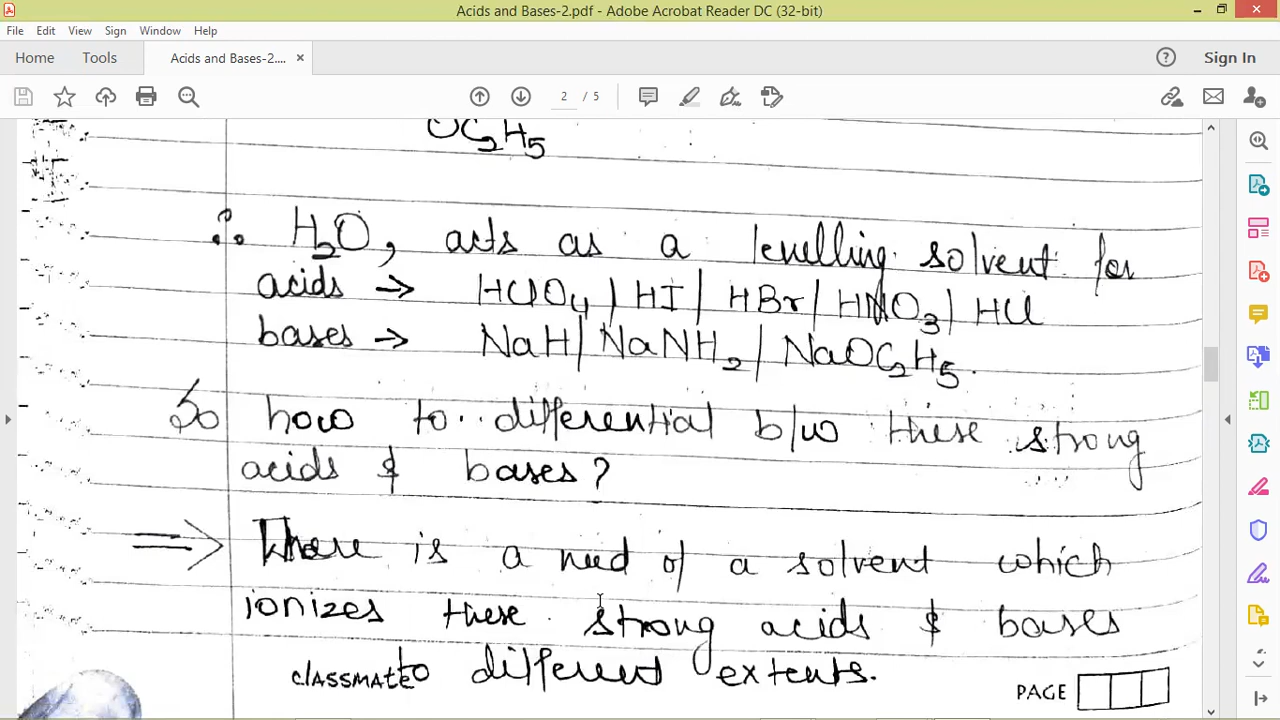 Acids and Bases-2.pdf - Adobe Acrobat Reader DC (32-bit)
File Edit View Sign Window Help
Home Tools Acids and Bases-2.... × Sign In
2 / 5
OC2H5
∴ H2O, acts as a levelling solvent for
acids → HClO4 / HI / HBr / HNO3 / HCl
bases → NaH / NaNH2 / NaOC2H5.
So how to differential b/w these strong
acids & bases?
⇒ There is a need of a solvent which
ionizes these strong acids & bases
classmate to different extents.
PAGE